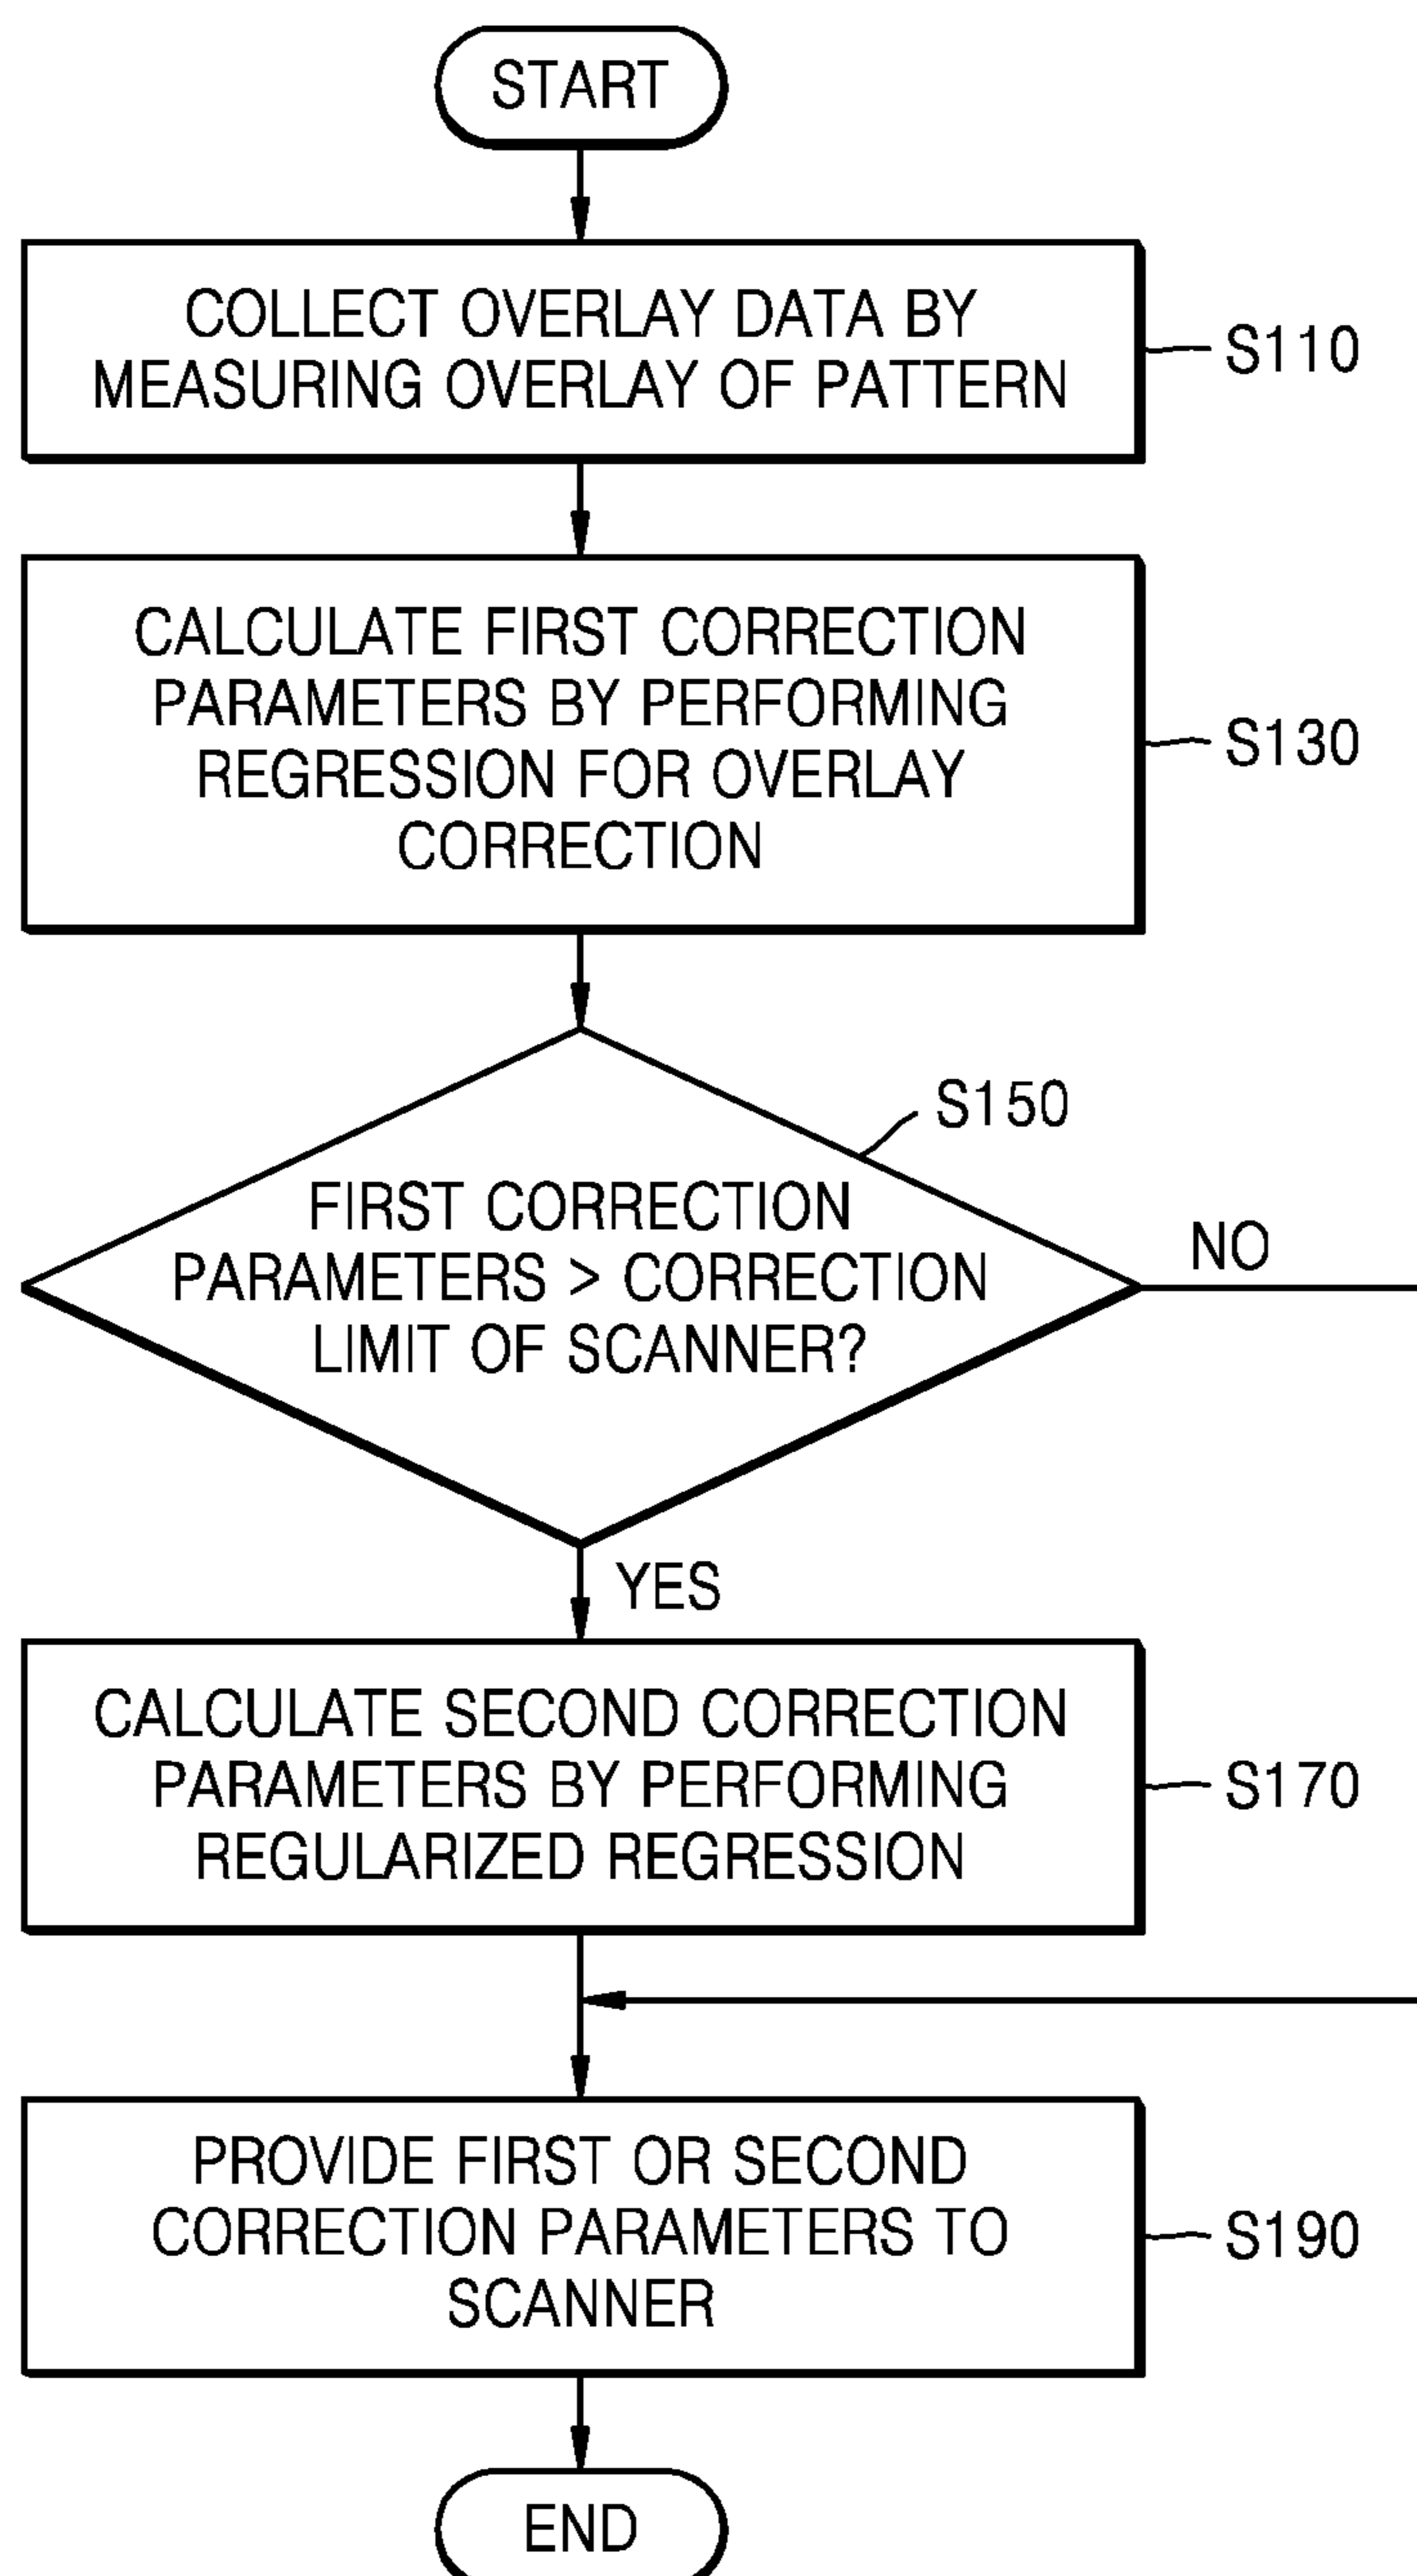 START
COLLECT OVERLAY DATA BY
MEASURING OVERLAY OF PATTERN
S110
CALCULATE FIRST CORRECTION
PARAMETERS BY PERFORMING
REGRESSION FOR OVERLAY
CORRECTION
S130
S150
FIRST CORRECTION
PARAMETERS > CORRECTION
LIMIT OF SCANNER?
NO
YES
CALCULATE SECOND CORRECTION
PARAMETERS BY PERFORMING
REGULARIZED REGRESSION
S170
PROVIDE FIRST OR SECOND
CORRECTION PARAMETERS TO
SCANNER
S190
END